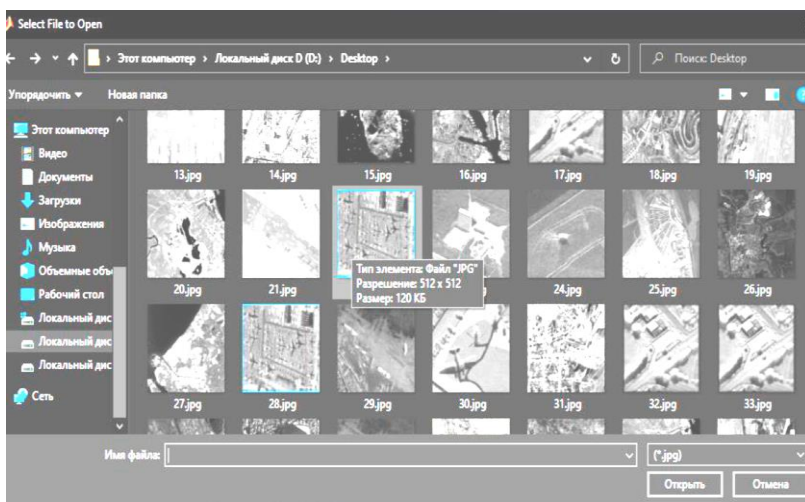 Select File to Open
Этот компьютер › Локальный диск D (D:) › Desktop ›
Поиск: Desktop
Упорядочить
Новая папка
Этот компьютер
Видео
Документы
Загрузки
Изображения
Музыка
Объемные объ
Рабочий стол
Локальный дис
Локальный дис
Локальный дис
Сеть
13.jpg 14.jpg 15.jpg 16.jpg 17.jpg 18.jpg 19.jpg
20.jpg 21.jpg 24.jpg 25.jpg 26.jpg
Тип элемента: Файл "JPG"
Разрешение: 512 x 512
Размер: 120 КБ
27.jpg 28.jpg 29.jpg 30.jpg 31.jpg 32.jpg 33.jpg
Имя файла:
(*.jpg)
Открыть
Отмена